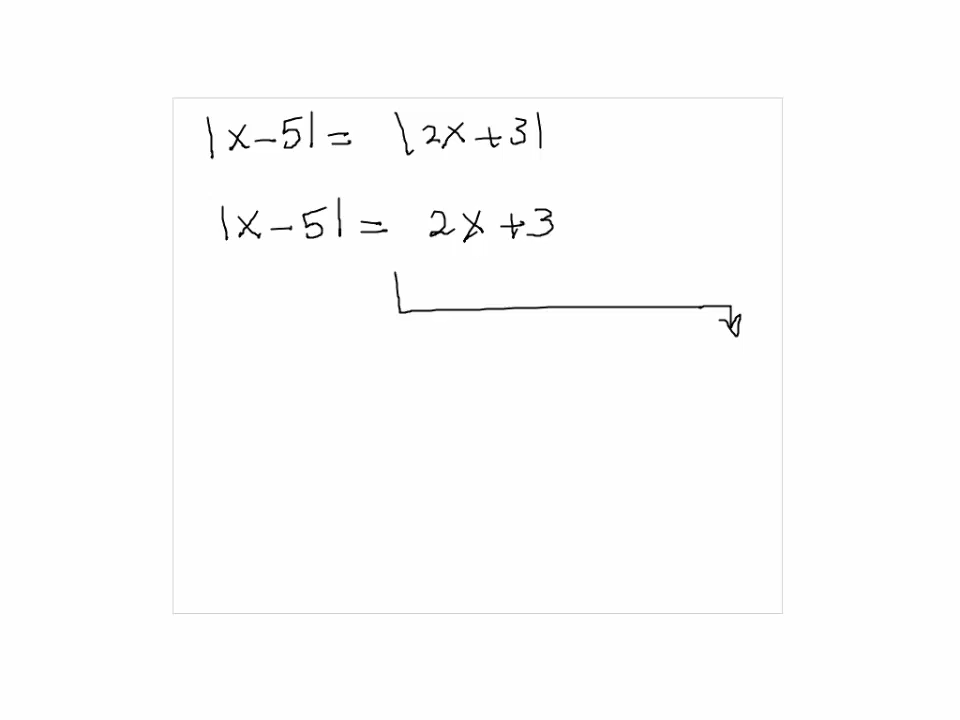 |x-5| = |2x+3|
|x-5| = 2x+3